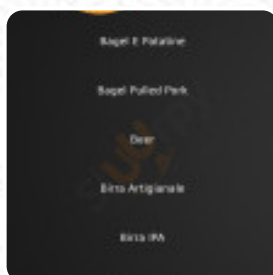 Bagel E Patatine
Bagel Pulled Pork
Beer
Birra Artigianale
Birra IPA